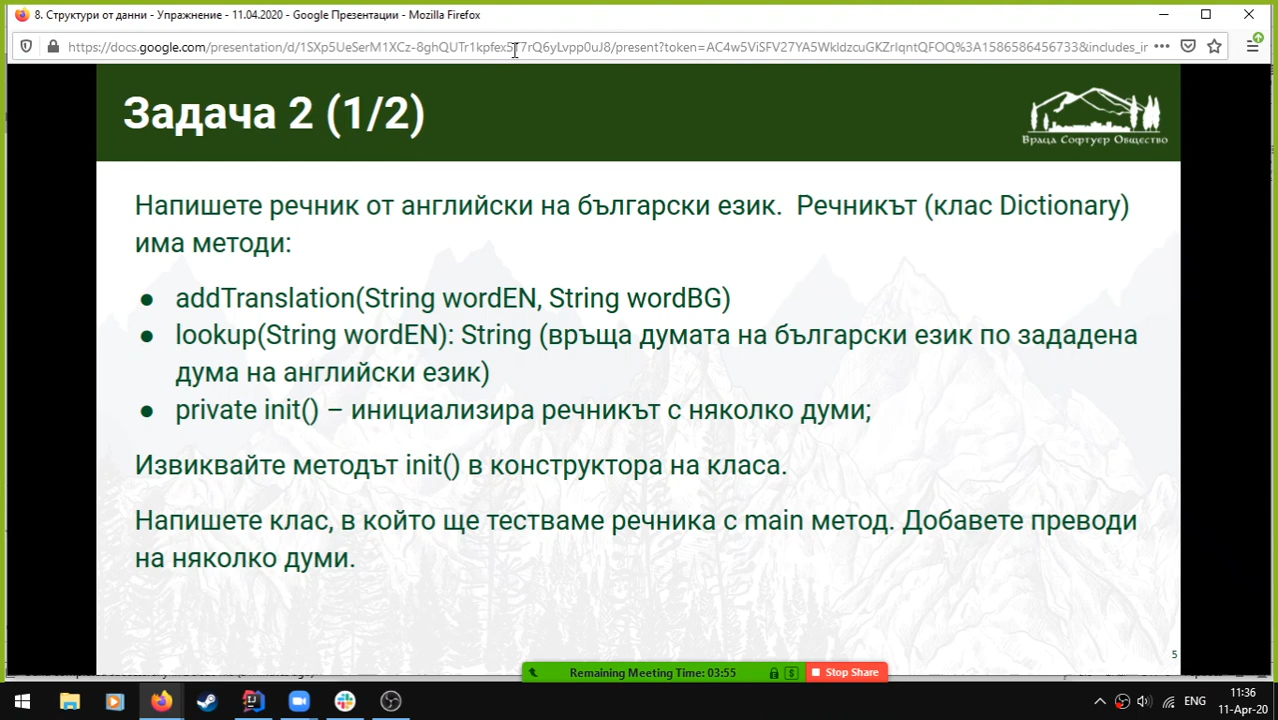 8. Структури от данни - Упражнение - 11.04.2020 - Google Презентации - Mozilla Firefox
Задача 2 (1/2)
Враца Софтуер Общество
Напишете речник от английски на български език. Речникът (клас Dictionary)
има методи:
● addTranslation(String wordEN, String wordBG)
● lookup(String wordEN): String (връща думата на български език по зададена
дума на английски език)
● private init() – инициализира речникът с няколко думи;
Извиквайте методът init() в конструктора на класа.
Напишете клас, в който ще тестваме речника с main метод. Добавете преводи
на няколко думи.
5
Remaining Meeting Time: 03:55
Stop Share
ENG
11:36
11-Apr-20